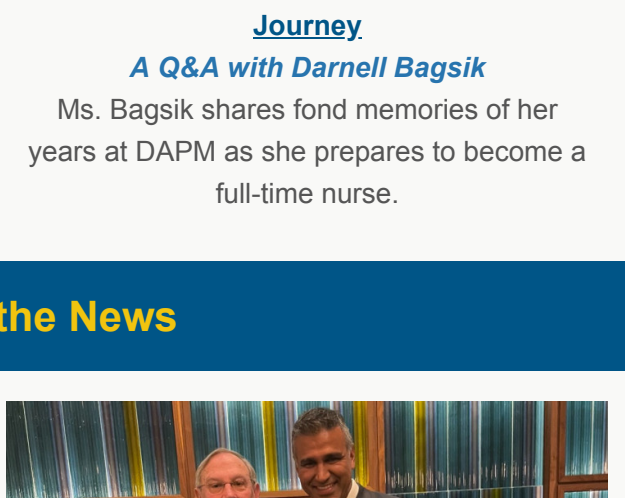 Journey
A Q&A with Darnell Bagsik
Ms. Bagsik shares fond memories of her
years at DAPM as she prepares to become a
full-time nurse.
the News